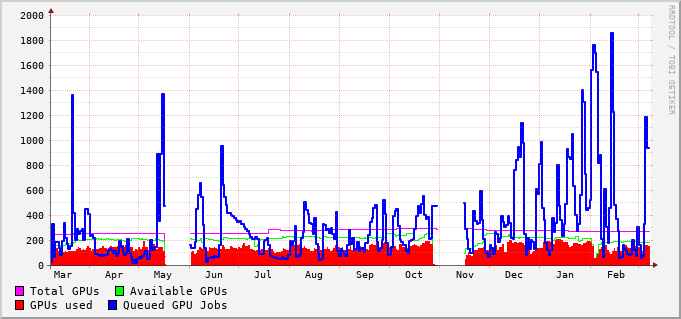 2000
1800
1600
1400
1200
1000
800
600
400
200
0
Mar Apr May Jun Jul Aug Sep Oct Nov Dec Jan Feb
Total GPUs Available GPUs
GPUs used Queued GPU Jobs
RRDTOOL / TOBI OETIKER